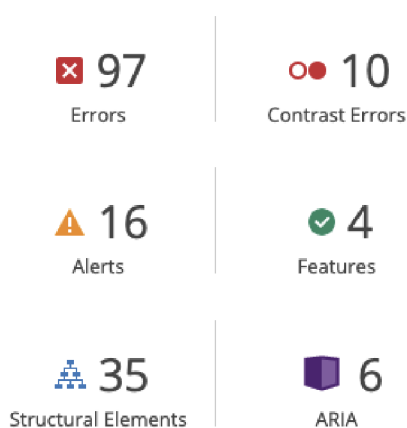 97 10
Errors Contrast Errors
16 4
Alerts Features
35 6
Structural Elements ARIA